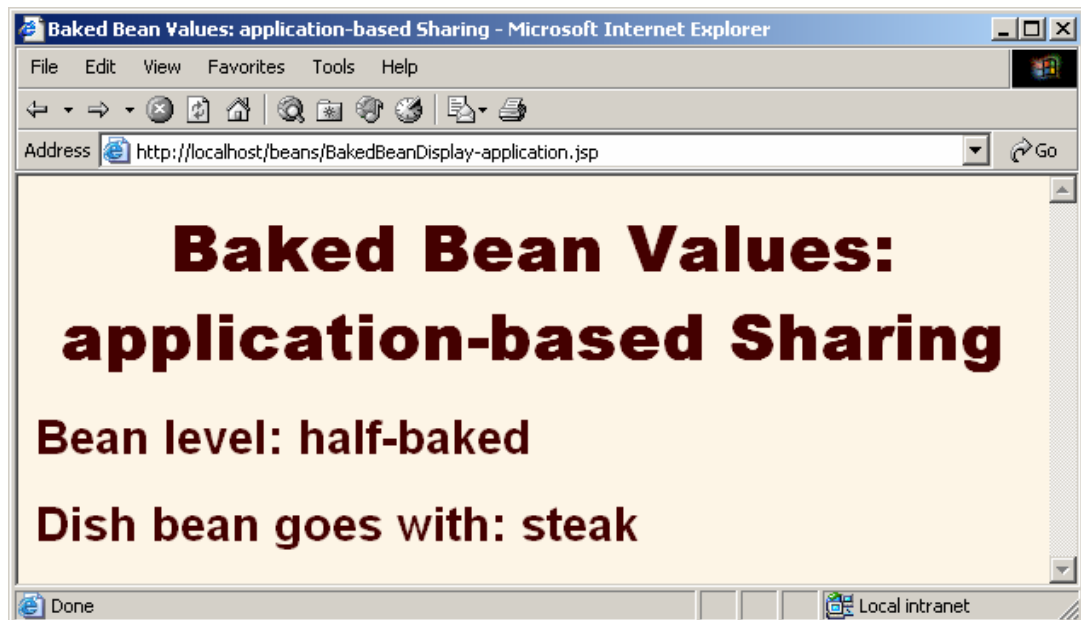 Baked Bean Values: application-based Sharing - Microsoft Internet Explorer
File Edit View Favorites Tools Help
Address http://localhost/beans/BakedBeanDisplay-application.jsp Go
Baked Bean Values:
application-based Sharing
Bean level: half-baked
Dish bean goes with: steak
Done Local intranet